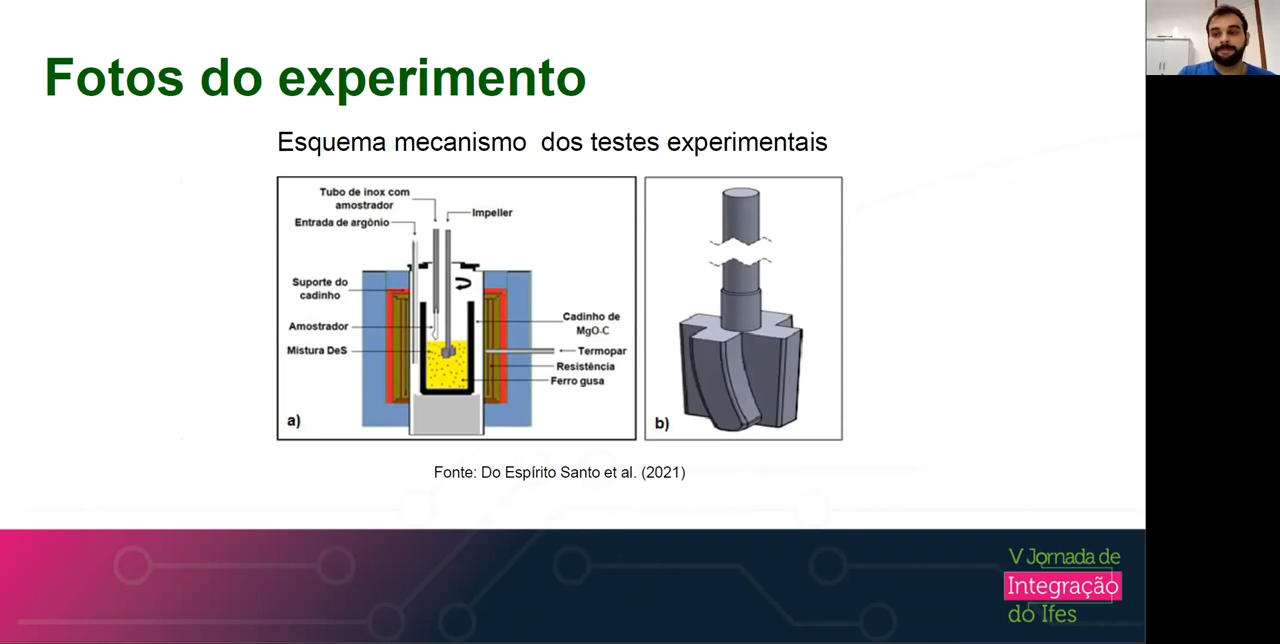 Fotos do experimento
Esquema mecanismo dos testes experimentais
Tubo de inox com
amostrador
Impeller
Entrada de argônio
Suporte do
cadinho
Amostrador
Cadinho de
MgO-C
Mistura DeS
Termopar
Resistência
Ferro gusa
a)
b)
Fonte: Do Espírito Santo et al. (2021)
V Jornada de
Integração
do Ifes